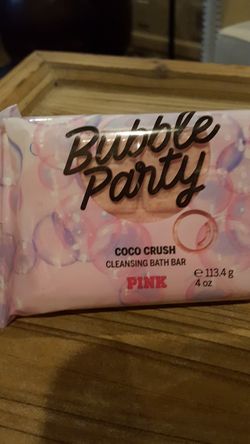 Bubble
Party
COCO CRUSH
CLEANSING BATH BAR
PINK
℮ 113.4 g
4 oz